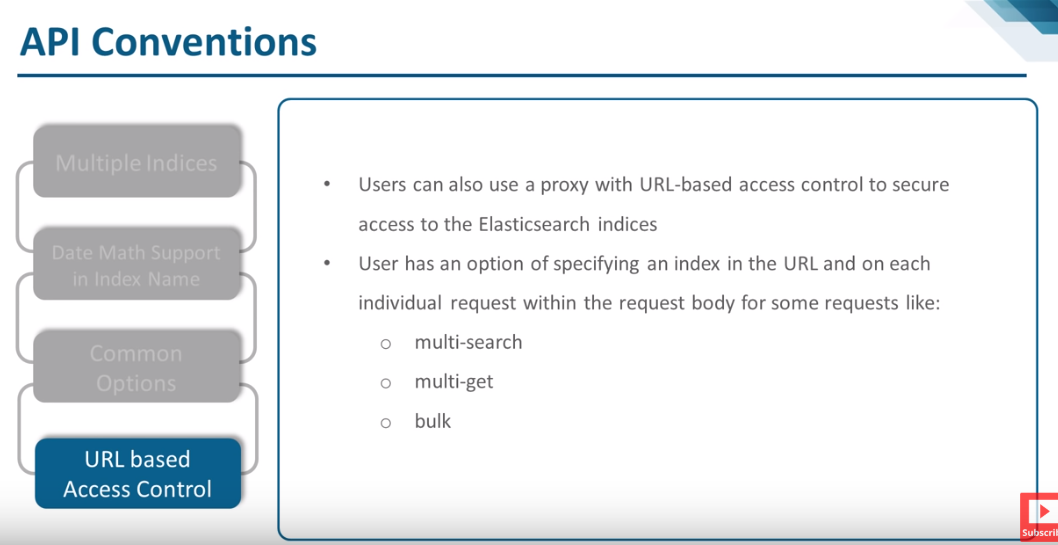 API Conventions
Multiple Indices
Date Math Support
in Index Name
Common
Options
URL based
Access Control
• Users can also use a proxy with URL-based access control to secure
access to the Elasticsearch indices
• User has an option of specifying an index in the URL and on each
individual request within the request body for some requests like:
o multi-search
o multi-get
o bulk